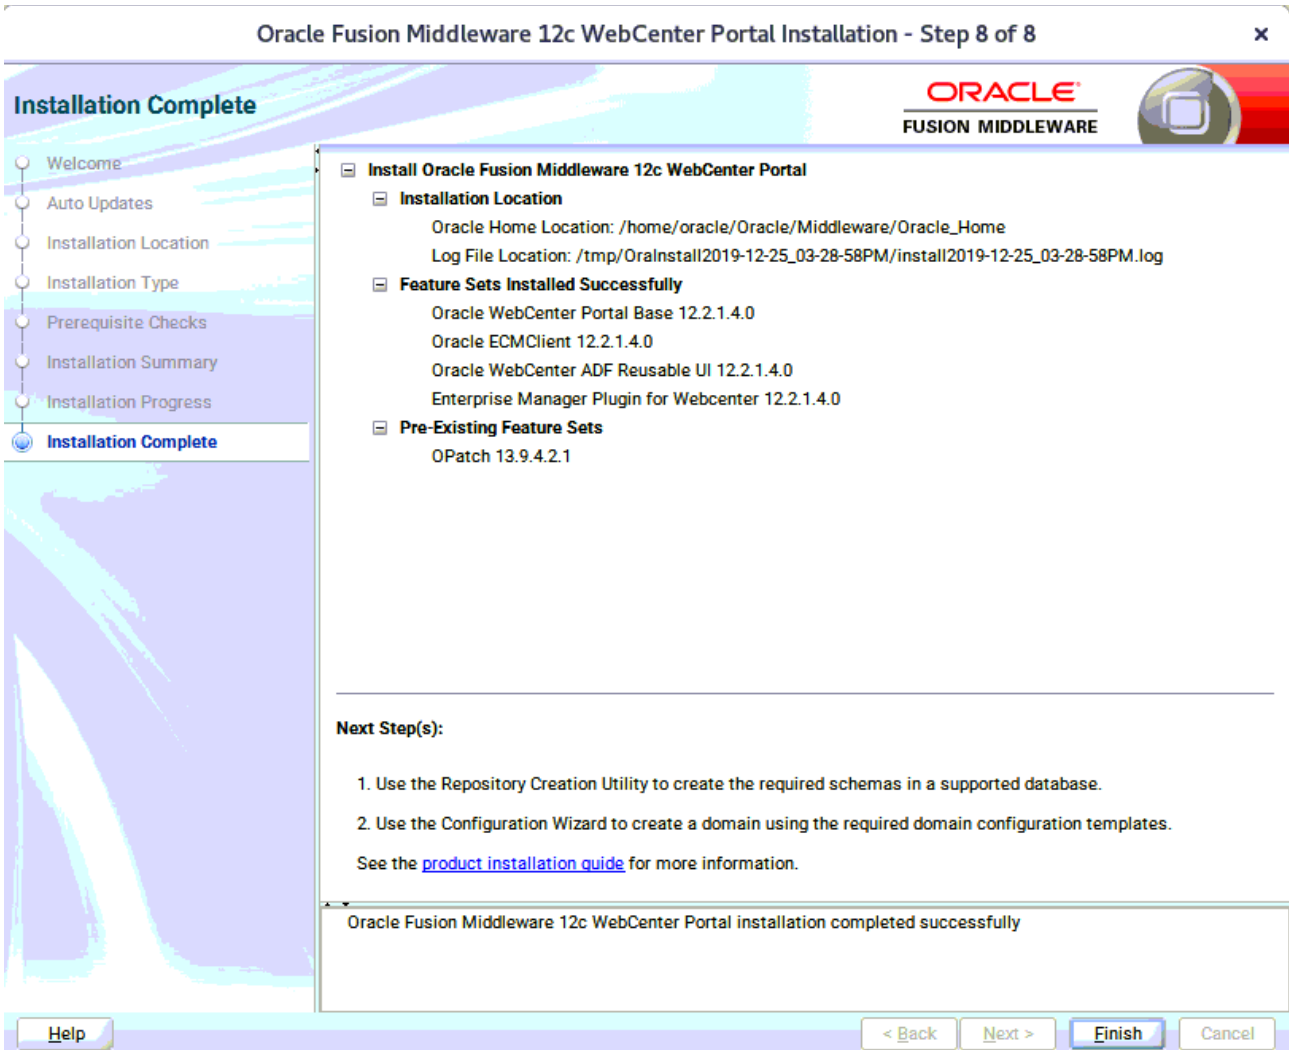 Oracle Fusion Middleware 12c WebCenter Portal Installation - Step 8 of 8
Installation Complete
ORACLE
FUSION MIDDLEWARE
Welcome
Auto Updates
Installation Location
Installation Type
Prerequisite Checks
Installation Summary
Installation Progress
Installation Complete
Install Oracle Fusion Middleware 12c WebCenter Portal
Installation Location
Oracle Home Location: /home/oracle/Oracle/Middleware/Oracle_Home
Log File Location: /tmp/OraInstall2019-12-25_03-28-58PM/install2019-12-25_03-28-58PM.log
Feature Sets Installed Successfully
Oracle WebCenter Portal Base 12.2.1.4.0
Oracle ECMClient 12.2.1.4.0
Oracle WebCenter ADF Reusable UI 12.2.1.4.0
Enterprise Manager Plugin for Webcenter 12.2.1.4.0
Pre-Existing Feature Sets
OPatch 13.9.4.2.1
Next Step(s):
1. Use the Repository Creation Utility to create the required schemas in a supported database.
2. Use the Configuration Wizard to create a domain using the required domain configuration templates.
See the product installation guide for more information.
Oracle Fusion Middleware 12c WebCenter Portal installation completed successfully
Help
< Back
Next >
Finish
Cancel